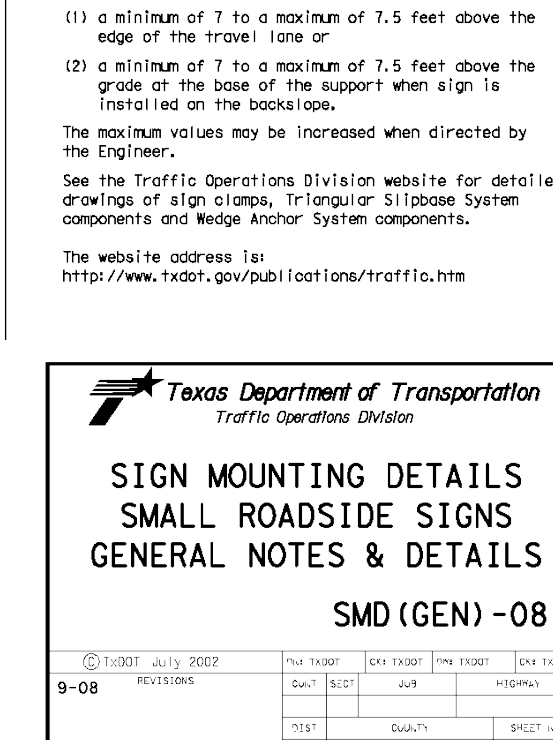 (1) a minimum of 7 to a maximum of 7.5 feet above the
edge of the travel lane or
(2) a minimum of 7 to a maximum of 7.5 feet above the
grade at the base of the support when sign is
installed on the backslope.
The maximum values may be increased when directed by
the Engineer.
See the Traffic Operations Division website for detaile
drawings of sign clamps, Triangular Slipbase System
components and Wedge Anchor System components.
The website address is:
http://www.txdot.gov/publications/traffic.htm
Texas Department of Transportation
Traffic Operations Division
SIGN MOUNTING DETAILS
SMALL ROADSIDE SIGNS
GENERAL NOTES & DETAILS
SMD(GEN)-08
©TxDOT July 2002 DN: TXDOT CK: TXDOT DW: TXDOT CK: TX
9-08 REVISIONS CONT SECT JOB HIGHWAY
DIST COUNTY SHEET